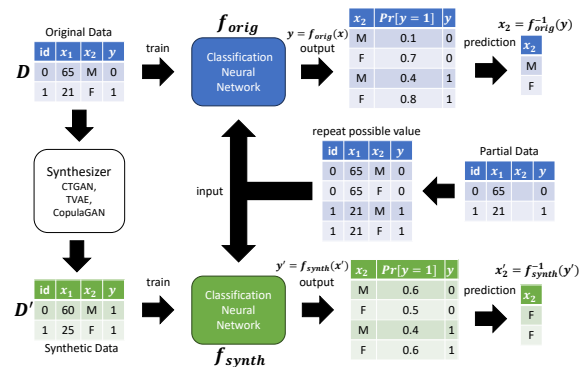 Original Data
D
id x₁ x₂ y
0 65 M 0
1 21 F 1
train
f_orig
Classification
Neural
Network
y = f_orig(x)
output
x₂ Pr[y = 1] y
M 0.1 0
F 0.7 0
M 0.4 1
F 0.8 1
prediction
x₂ = f_orig⁻¹(y)
x₂
M
F
Synthesizer
CTGAN,
TVAE,
CopulaGAN
input
repeat possible value
id x₁ x₂ y
0 65 M 0
0 65 F 0
1 21 M 1
1 21 F 1
Partial Data
id x₁ x₂ y
0 65 0
1 21 1
D'
id x₁ x₂ y
0 60 M 1
1 25 F 1
Synthetic Data
train
Classification
Neural
Network
f_synth
y' = f_synth(x')
output
x₂ Pr[y = 1] y
M 0.6 0
F 0.5 0
M 0.4 1
F 0.6 1
prediction
x₂' = f_synth⁻¹(y')
x₂
F
F